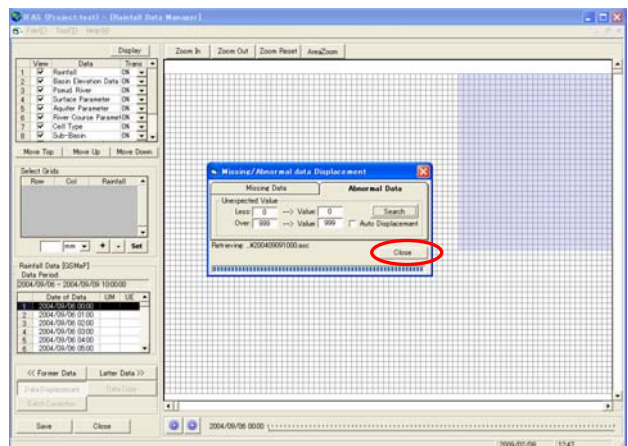 IFAS (Project:test) - [Rainfall Data Manager]
File(F) Tool(T) Help(H)
Display
Zoom In Zoom Out Zoom Reset AreaZoom
View Data Trans
1 Rainfall ON
2 Basin Elevation Data ON
3 Pseud River ON
4 Surface Parameter ON
5 Aquifer Parameter ON
6 River Course Paramet ON
7 Cell Type ON
8 Sub-Basin ON
Move Top Move Up Move Down
Select Grids
Row Col Rainfall
mm + - Set
Rainfall Data [GSMaP]
Data Period
2004/09/06 - 2004/09/09 10:00:00
Date of Data UM UE
1 2004/09/06 00:00
2 2004/09/06 01:00
3 2004/09/06 02:00
4 2004/09/06 03:00
5 2004/09/06 04:00
6 2004/09/06 05:00
<< Former Data Latter Data >>
Data Displacement Data Copy
Batch Correction
Save Close
2004/09/06 00:00
Missing/Abnormal data Displacement
Missing Data Abnormal Data
Unexpected Value
Less: 0 --> Value: 0 Search
Over: 999 --> Value: 999 Auto Displacement
Retrieving: ..¥200409091000.asc
Close
2009/02/09 12:47